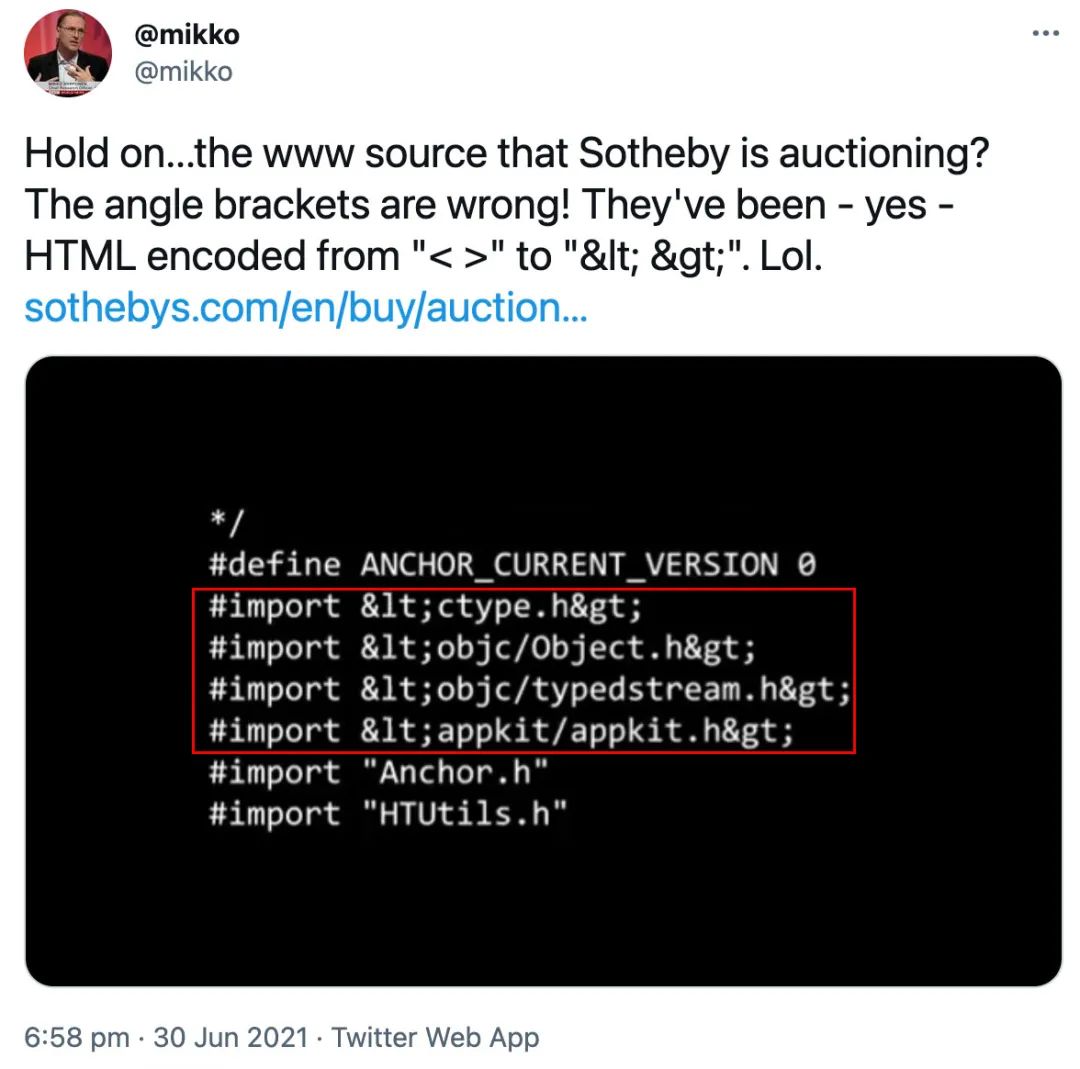 @mikko
@mikko
Hold on...the www source that Sotheby is auctioning?
The angle brackets are wrong! They've been - yes -
HTML encoded from "< >" to "&lt; &gt;". Lol.
sothebys.com/en/buy/auction...
*/
#define ANCHOR_CURRENT_VERSION 0
#import &lt;ctype.h&gt;
#import &lt;objc/Object.h&gt;
#import &lt;objc/typedstream.h&gt;
#import &lt;appkit/appkit.h&gt;
#import "Anchor.h"
#import "HTUtils.h"
6:58 pm · 30 Jun 2021 · Twitter Web App